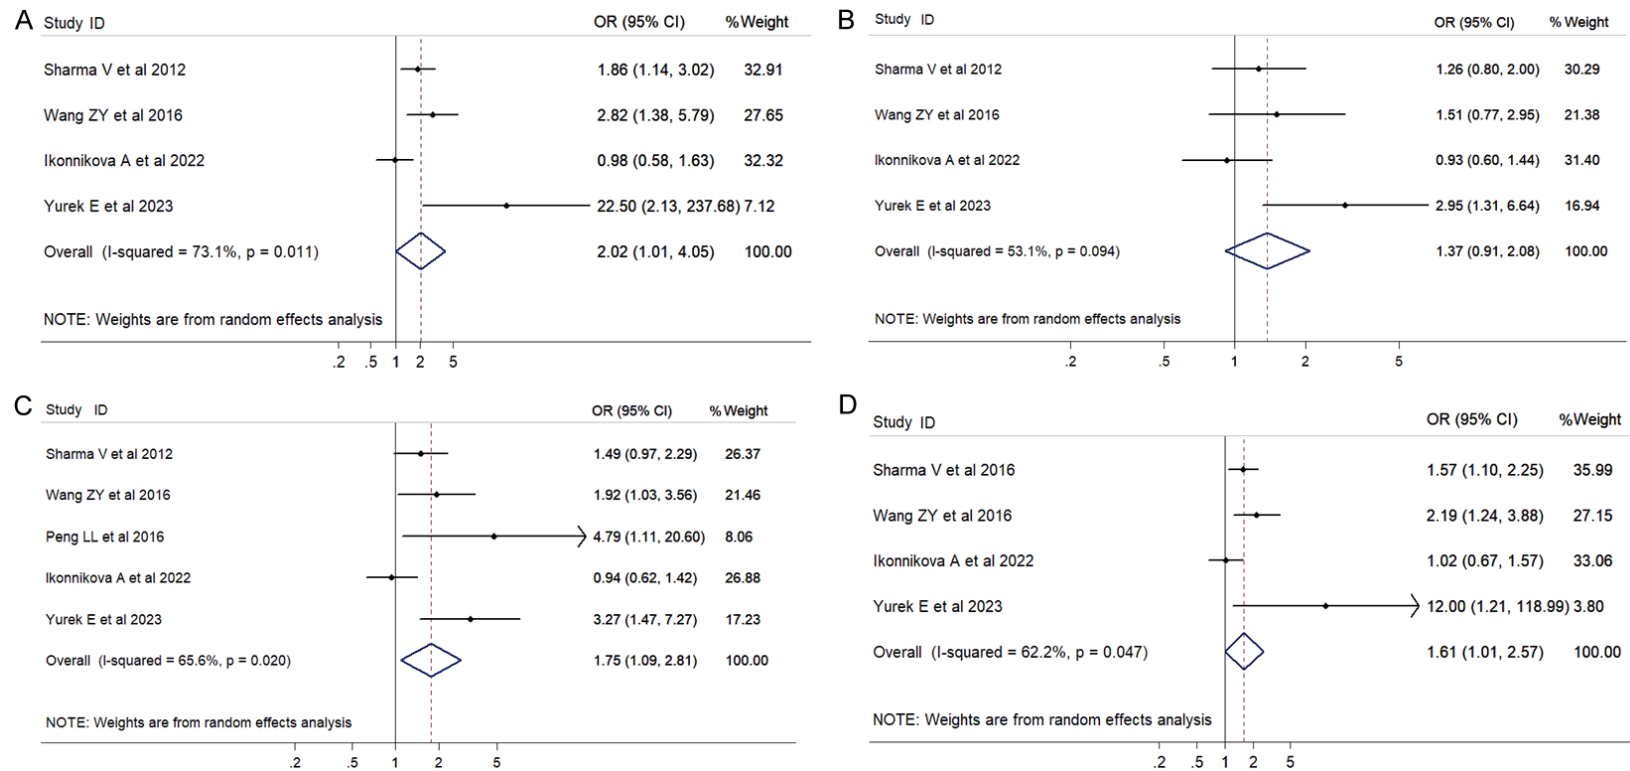 A
Study ID OR (95% CI) %Weight
Sharma V et al 2012 1.86 (1.14, 3.02) 32.91
Wang ZY et al 2016 2.82 (1.38, 5.79) 27.65
Ikonnikova A et al 2022 0.98 (0.58, 1.63) 32.32
Yurek E et al 2023 22.50 (2.13, 237.68) 7.12
Overall (I-squared = 73.1%, p = 0.011) 2.02 (1.01, 4.05) 100.00
NOTE: Weights are from random effects analysis
.2 .5 1 2 5
B
Study ID OR (95% CI) %Weight
Sharma V et al 2012 1.26 (0.80, 2.00) 30.29
Wang ZY et al 2016 1.51 (0.77, 2.95) 21.38
Ikonnikova A et al 2022 0.93 (0.60, 1.44) 31.40
Yurek E et al 2023 2.95 (1.31, 6.64) 16.94
Overall (I-squared = 53.1%, p = 0.094) 1.37 (0.91, 2.08) 100.00
NOTE: Weights are from random effects analysis
.2 .5 1 2 5
C
Study ID OR (95% CI) %Weight
Sharma V et al 2012 1.49 (0.97, 2.29) 26.37
Wang ZY et al 2016 1.92 (1.03, 3.56) 21.46
Peng LL et al 2016 4.79 (1.11, 20.60) 8.06
Ikonnikova A et al 2022 0.94 (0.62, 1.42) 26.88
Yurek E et al 2023 3.27 (1.47, 7.27) 17.23
Overall (I-squared = 65.6%, p = 0.020) 1.75 (1.09, 2.81) 100.00
NOTE: Weights are from random effects analysis
.2 .5 1 2 5
D
Study ID OR (95% CI) %Weight
Sharma V et al 2016 1.57 (1.10, 2.25) 35.99
Wang ZY et al 2016 2.19 (1.24, 3.88) 27.15
Ikonnikova A et al 2022 1.02 (0.67, 1.57) 33.06
Yurek E et al 2023 12.00 (1.21, 118.99) 3.80
Overall (I-squared = 62.2%, p = 0.047) 1.61 (1.01, 2.57) 100.00
NOTE: Weights are from random effects analysis
.2 .5 1 2 5